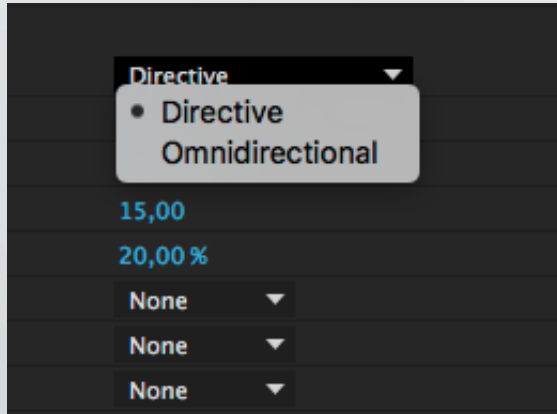 Directive
Directive
Omnidirectional
15,00
20,00 %
None
None
None